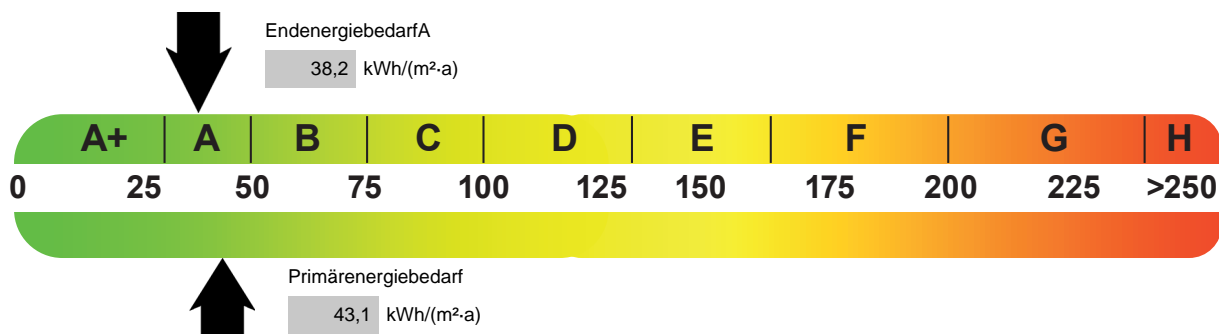 EndenergiebedarfA
38,2 kWh/(m²·a)
A+ A B C D E F G H
0 25 50 75 100 125 150 175 200 225 >250
Primärenergiebedarf
43,1 kWh/(m²·a)